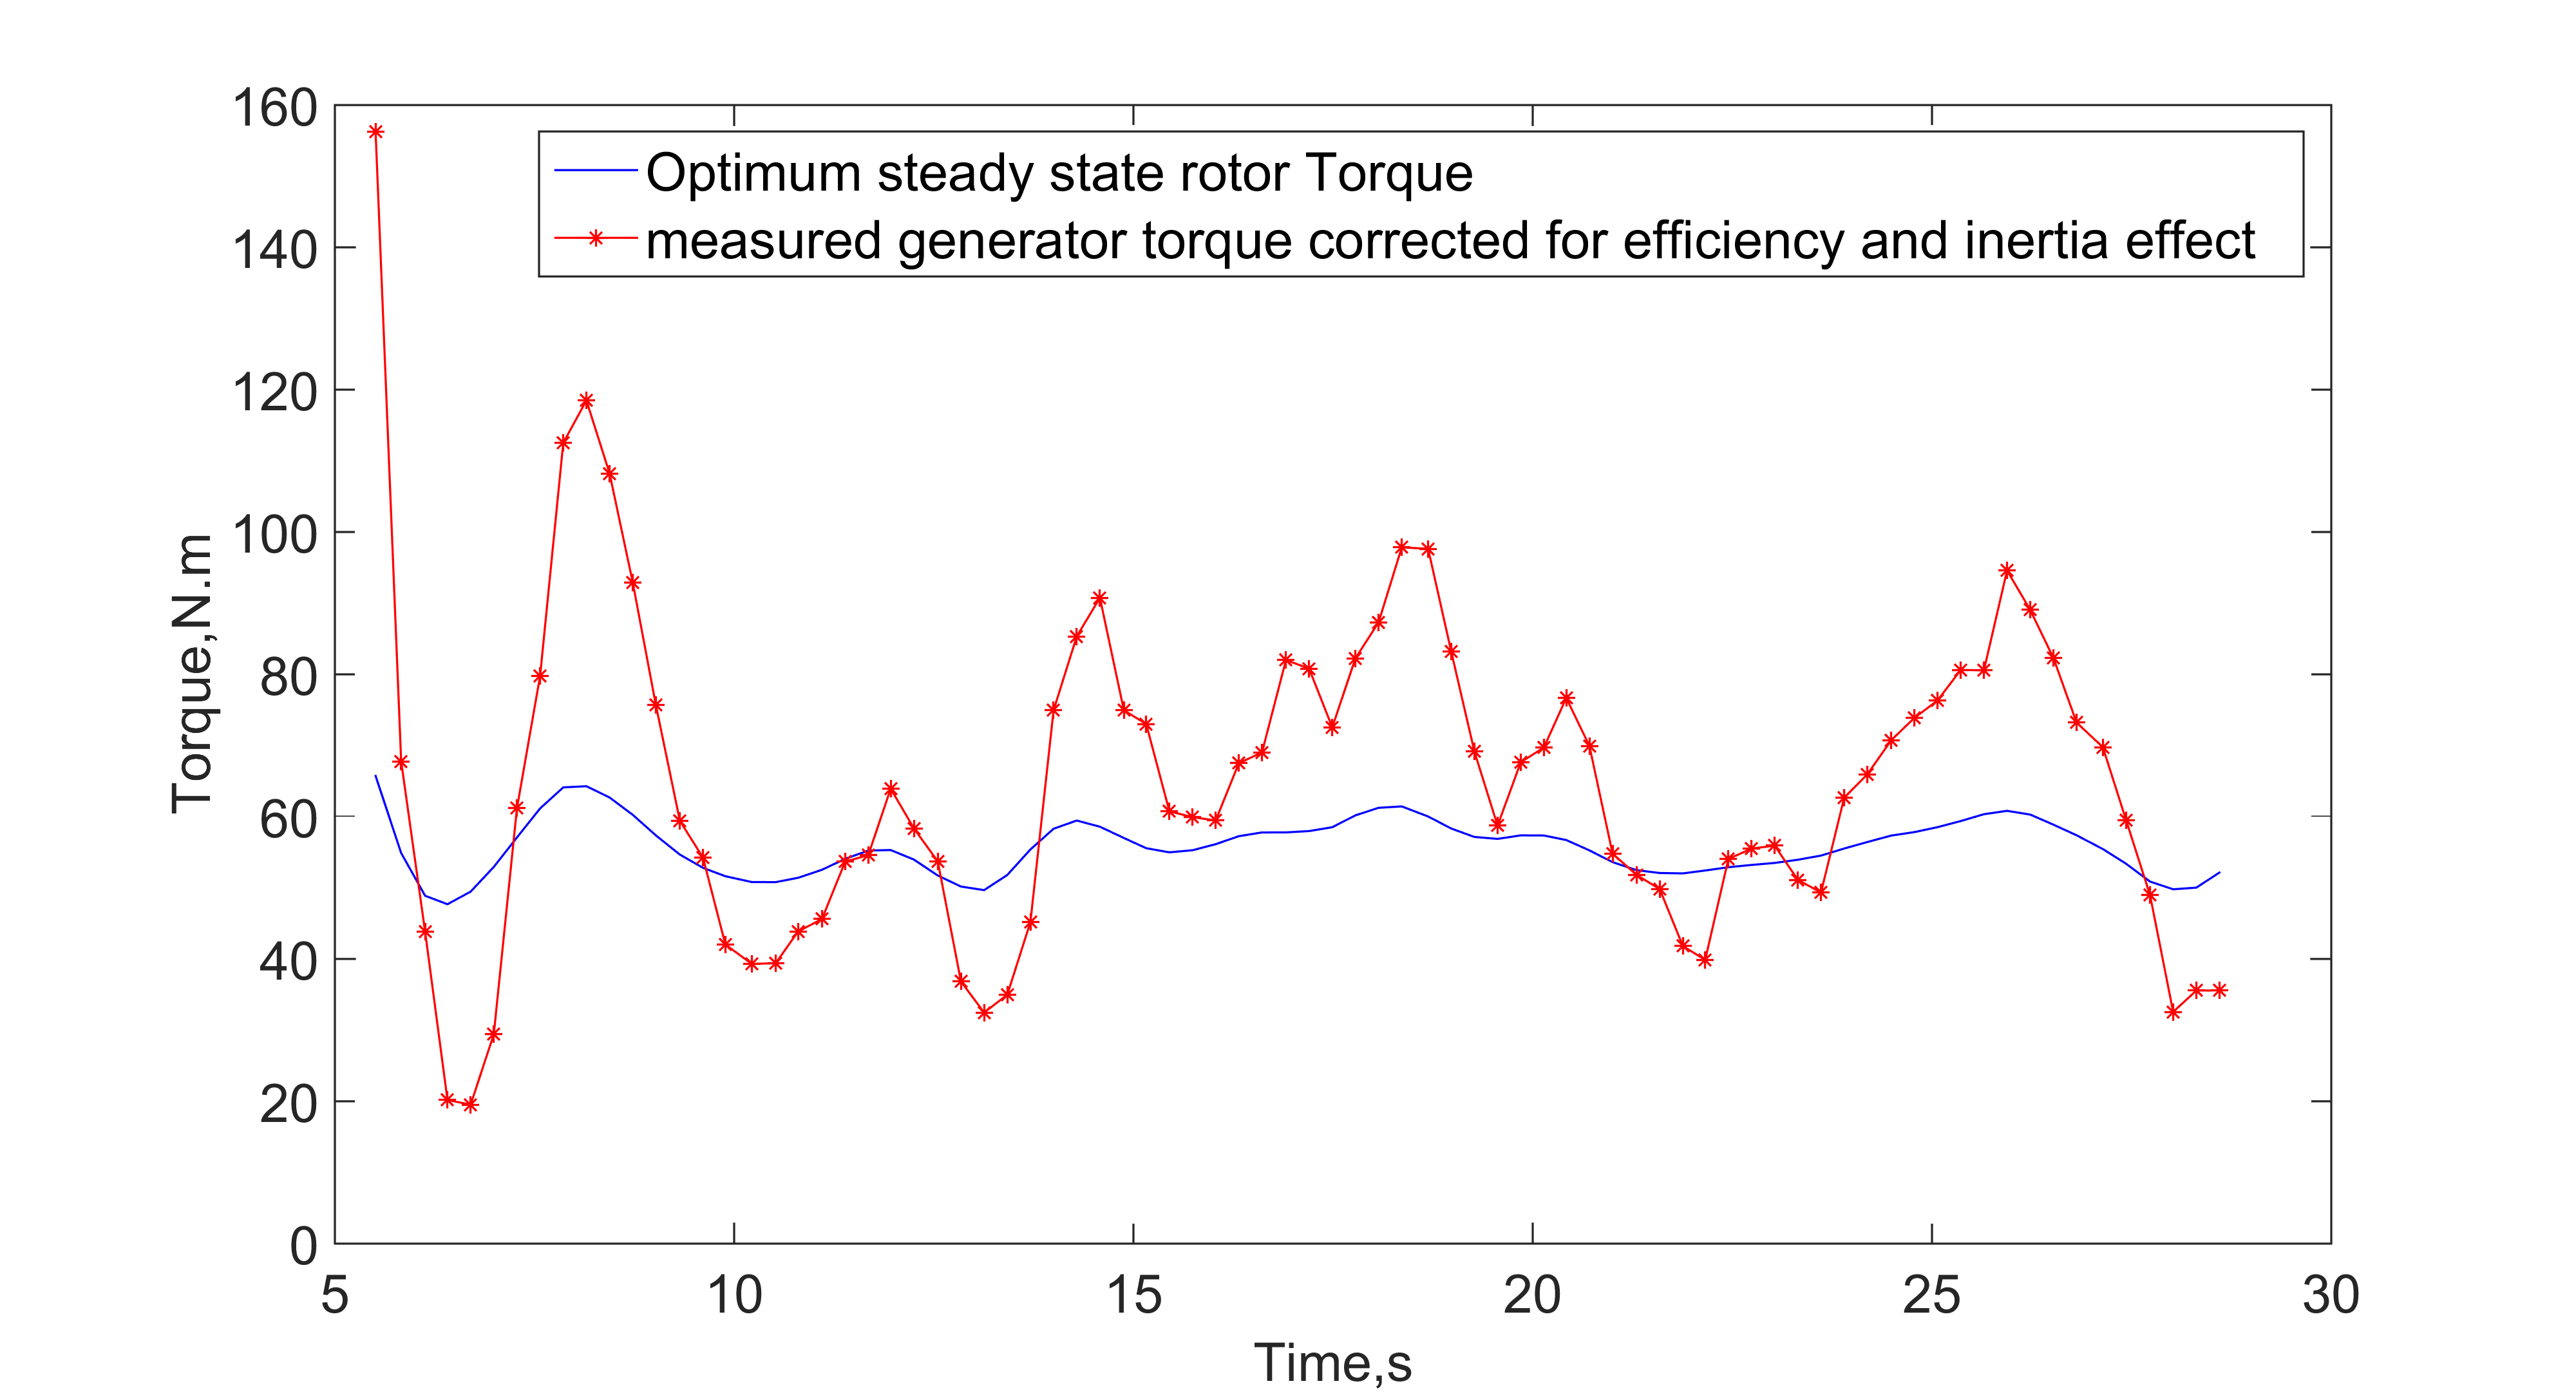 160
Optimum steady state rotor Torque
measured generator torque corrected for efficiency and inertia effect
140
120
100
80
60
40
20
0
Torque,N.m
5 10 15 20 25 30
Time,s